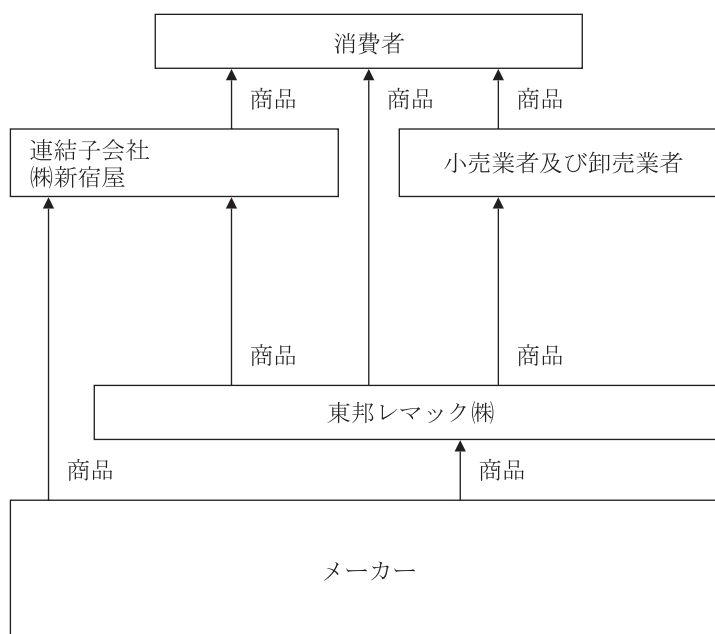 消費者
商品
商品
商品
連結子会社
㈱新宿屋
小売業者及び卸売業者
商品
商品
東邦レマック㈱
商品
商品
メーカー